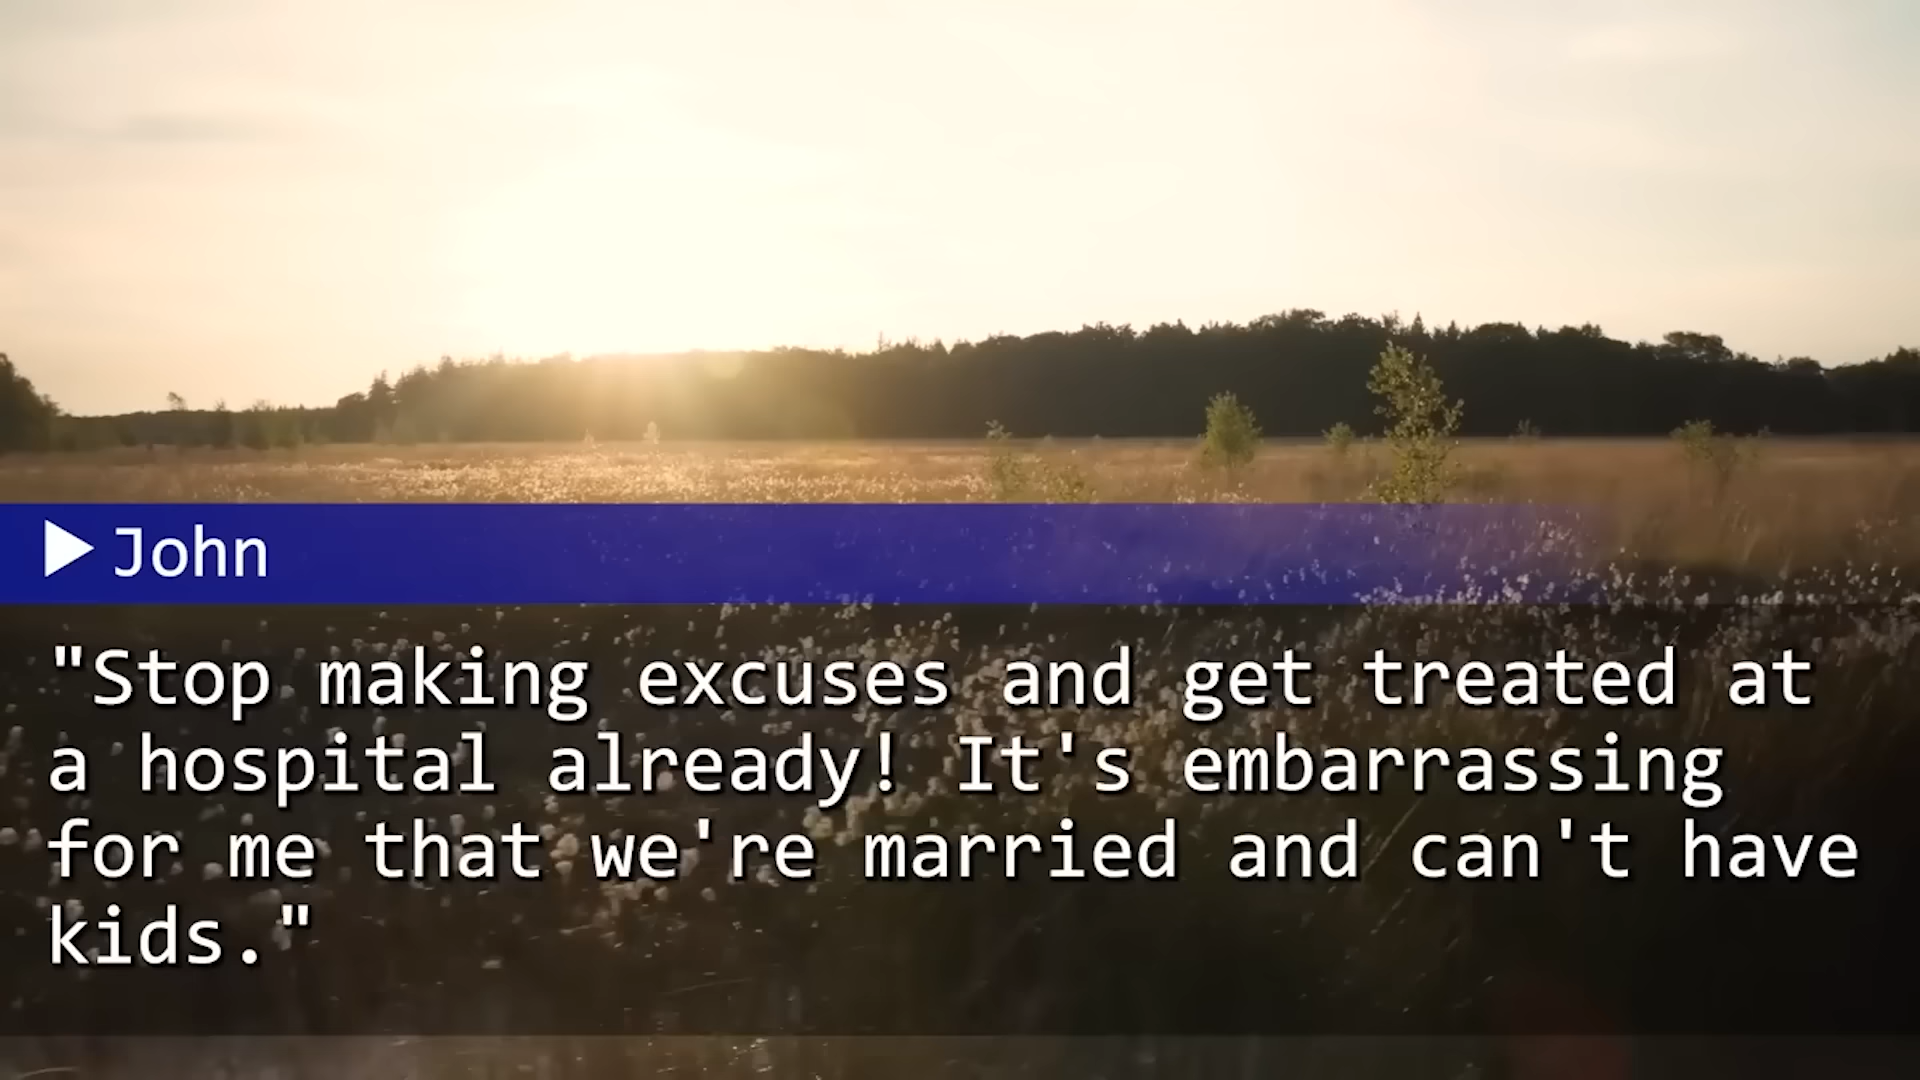 John
"Stop making excuses and get treated at
a hospital already! It's embarrassing
for me that we're married and can't have
kids."